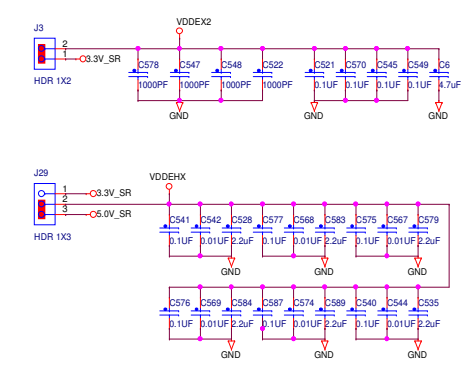 J3
VDDEX2
2
1
3.3V_SR
HDR 1X2
C578 C547 C548 C522 C521 C570 C545 C549 C6
1000PF 1000PF 1000PF 1000PF 0.1UF 0.1UF 0.1UF 0.1UF 4.7uF
GND GND GND
J29
VDDEHX
1
3.3V_SR
2
3
5.0V_SR
HDR 1X3
C541 C542 C528 C577 C568 C583 C575 C567 C579
0.1UF 0.01UF 2.2uF 0.1UF 0.01UF 2.2uF 0.1UF 0.01UF 2.2uF
GND GND GND
C576 C569 C584 C587 C574 C589 C540 C544 C535
0.1UF 0.01UF 2.2uF 0.1UF 0.01UF 2.2uF 0.1UF 0.01UF 2.2uF
GND GND GND